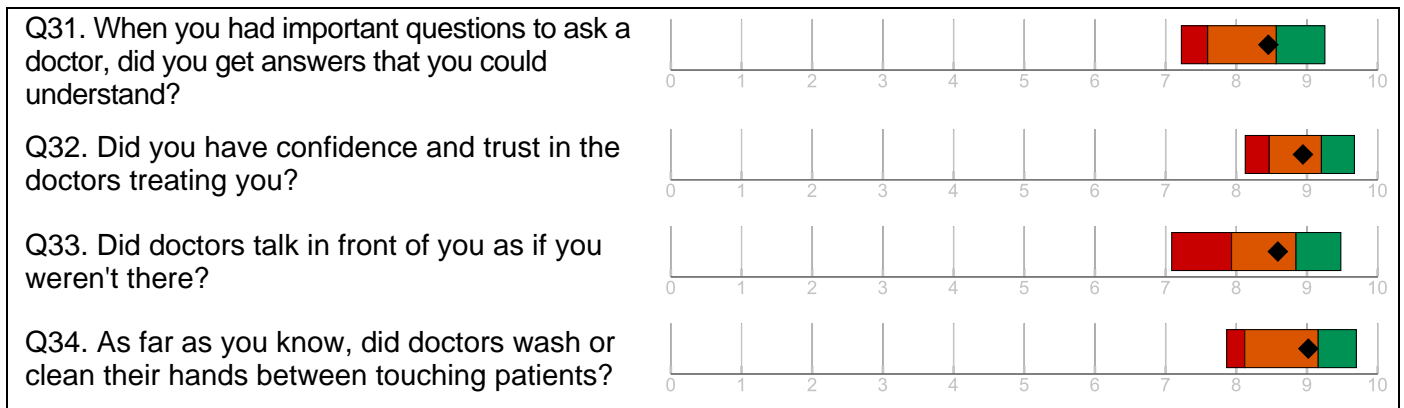 Q31. When you had important questions to ask a
doctor, did you get answers that you could
understand?
0 1 2 3 4 5 6 7 8 9 10
Q32. Did you have confidence and trust in the
doctors treating you?
0 1 2 3 4 5 6 7 8 9 10
Q33. Did doctors talk in front of you as if you
weren't there?
0 1 2 3 4 5 6 7 8 9 10
Q34. As far as you know, did doctors wash or
clean their hands between touching patients?
0 1 2 3 4 5 6 7 8 9 10